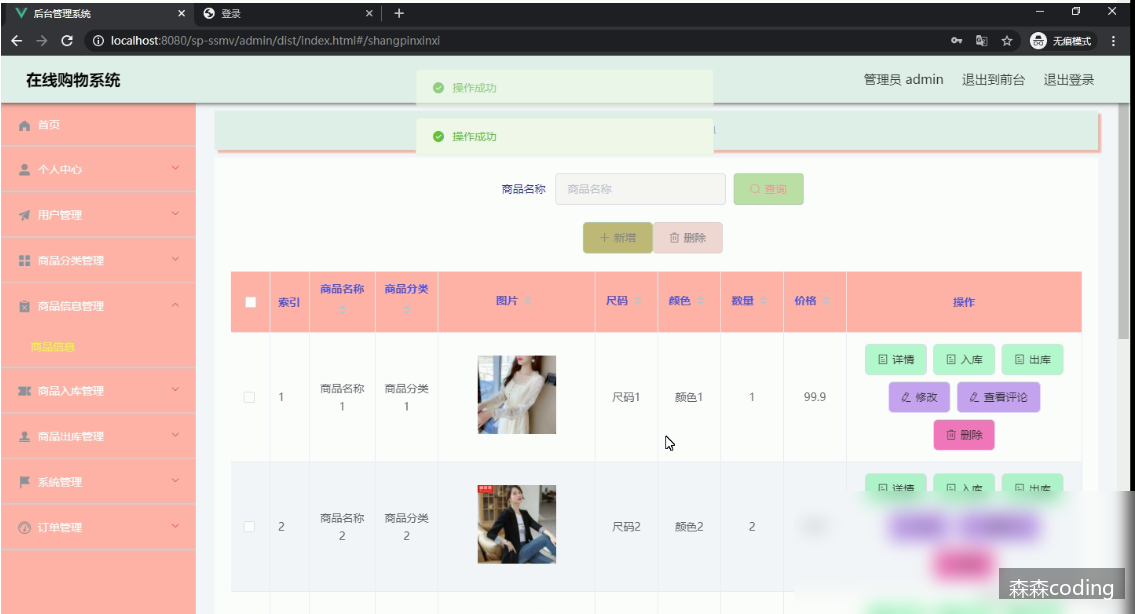 后台管理系统
登录
localhost:8080/sp-ssmv/admin/dist/index.html#/shangpinxinxi
无痕模式
在线购物系统
操作成功
管理员 admin
退出到前台
退出登录
操作成功
首页
个人中心
用户管理
商品分类管理
商品信息管理
商品信息
商品入库管理
商品出库管理
系统管理
订单管理
商品名称
商品名称
查询
新增
删除
索引
商品名称
商品分类
图片
尺码
颜色
数量
价格
操作
1
商品名称
1
商品分类
1
尺码1
颜色1
1
99.9
详情
入库
出库
修改
查看评论
删除
2
商品名称
2
商品分类
2
尺码2
颜色2
2
详情
入库
出库
森森coding